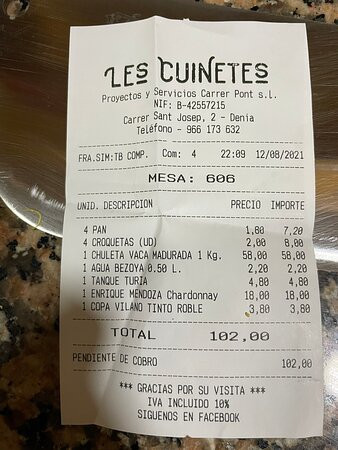 LES CUINETES
Proyectos y Servicios Carrer Pont s.l.
NIF: B-42557215
Carrer Sant Josep, 2 - Denia
Teléfono - 966 173 632
FRA.SIM:TB COMP. Com: 4 22:09 12/08/2021
MESA: 606
UNID. DESCRIPCION PRECIO IMPORTE
4 PAN 1,80 7,20
4 CROQUETAS (UD) 2,00 8,00
1 CHULETA VACA MADURADA 1 Kg. 58,00 58,00
1 AGUA BEZOYA 0.50 L. 2,20 2,20
1 TANQUE TURIA 4,80 4,80
1 ENRIQUE MENDOZA Chardonnay 18,00 18,00
1 COPA VILANO TINTO ROBLE 3,80 3,80
TOTAL 102,00
PENDIENTE DE COBRO 102,00
*** GRACIAS POR SU VISITA ***
IVA INCLUIDO 10%
SIGUENOS EN FACEBOOK